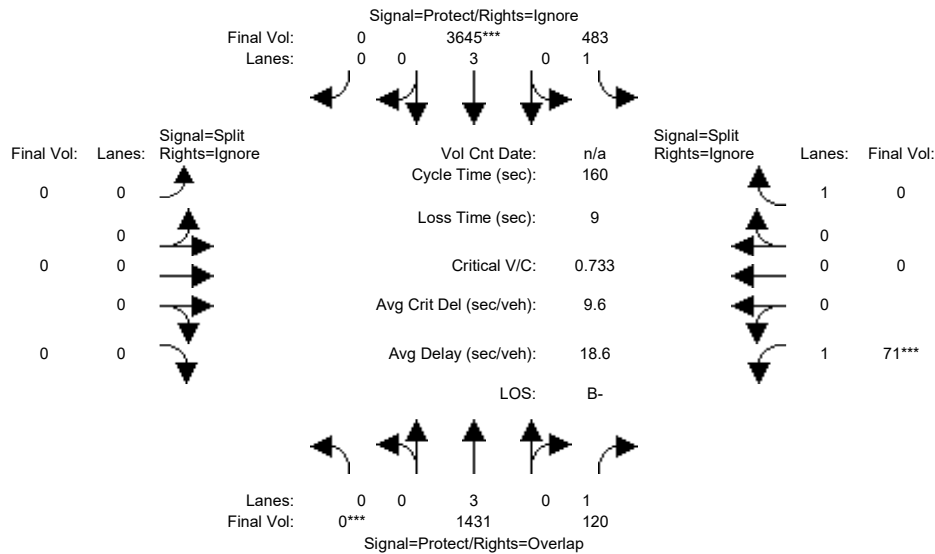 Signal=Protect/Rights=Ignore
Final Vol: 0 3645*** 483
Lanes: 0 0 3 0 1
Signal=Split Signal=Split
Final Vol: Lanes: Rights=Ignore Vol Cnt Date: n/a Rights=Ignore Lanes: Final Vol:
Cycle Time (sec): 160
0 0 1 0
Loss Time (sec): 9
0 0
0 0 Critical V/C: 0.733 0 0
0 Avg Crit Del (sec/veh): 9.6 0
0 0 Avg Delay (sec/veh): 18.6 1 71***
LOS: B-
Lanes: 0 0 3 0 1
Final Vol: 0*** 1431 120
Signal=Protect/Rights=Overlap